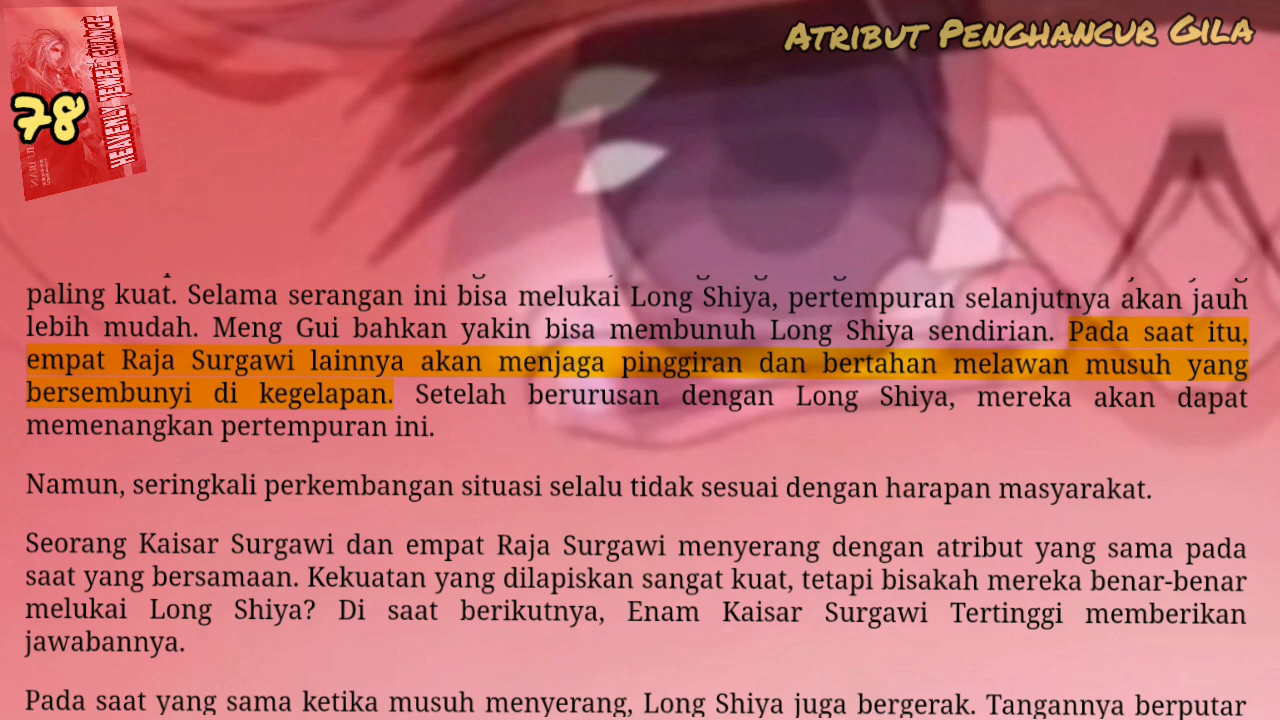 Atribut Penghancur Gila
HEAVENLY JEWEL CHANGE
78
paling kuat. Selama serangan ini bisa melukai Long Shiya, pertempuran selanjutnya akan jauh
lebih mudah. Meng Gui bahkan yakin bisa membunuh Long Shiya sendirian. Pada saat itu,
empat Raja Surgawi lainnya akan menjaga pinggiran dan bertahan melawan musuh yang
bersembunyi di kegelapan. Setelah berurusan dengan Long Shiya, mereka akan dapat
memenangkan pertempuran ini.
Namun, seringkali perkembangan situasi selalu tidak sesuai dengan harapan masyarakat.
Seorang Kaisar Surgawi dan empat Raja Surgawi menyerang dengan atribut yang sama pada
saat yang bersamaan. Kekuatan yang dilapiskan sangat kuat, tetapi bisakah mereka benar-benar
melukai Long Shiya? Di saat berikutnya, Enam Kaisar Surgawi Tertinggi memberikan
jawabannya.
Pada saat yang sama ketika musuh menyerang, Long Shiya juga bergerak. Tangannya berputar